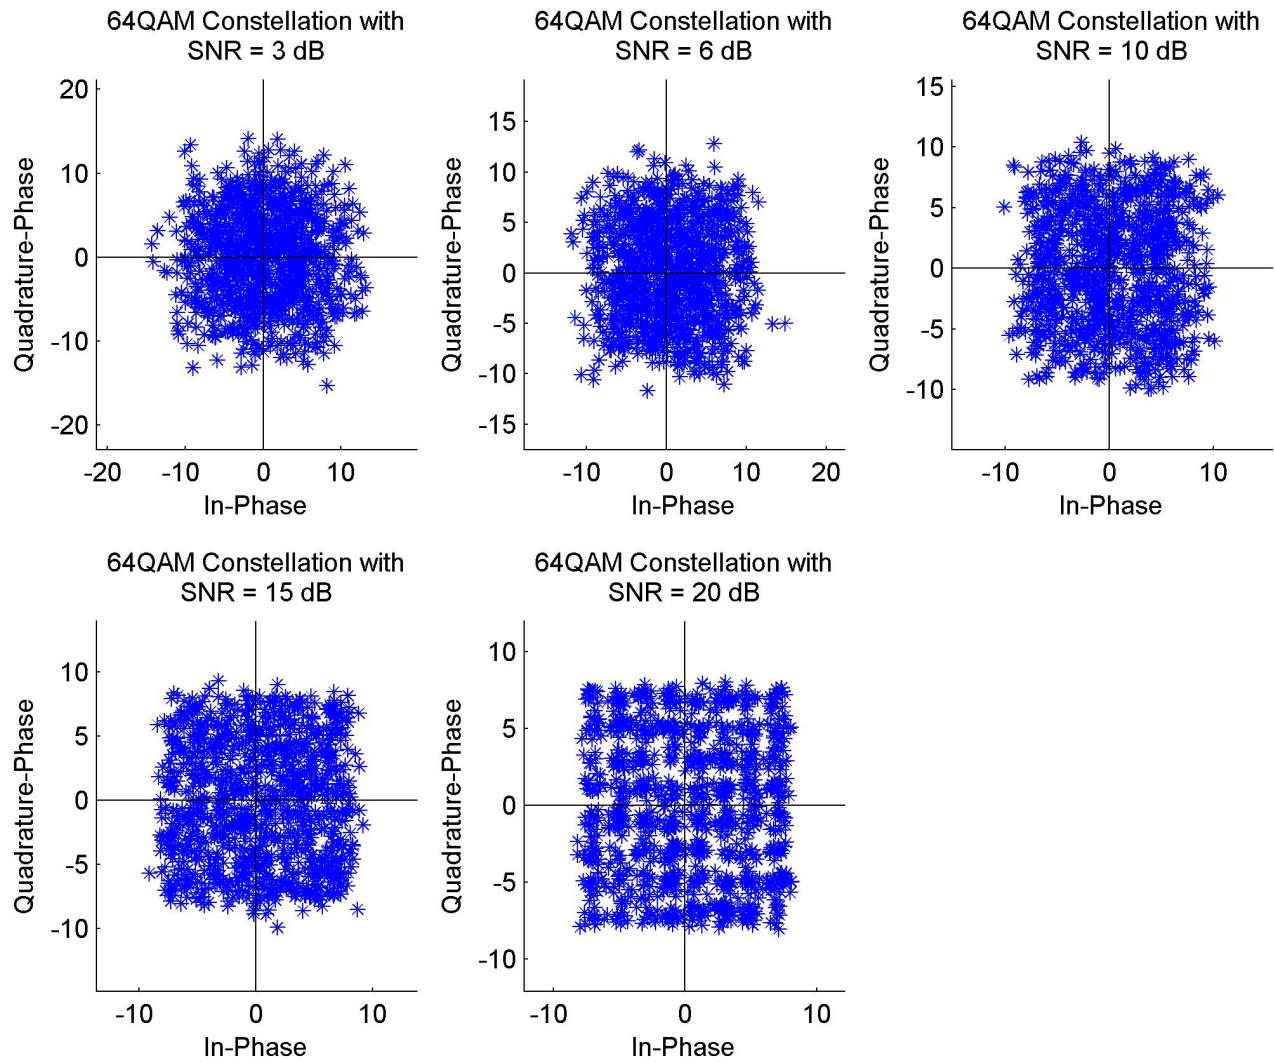 64QAM Constellation with
SNR = 3 dB
20
10
0
-10
-20
-20 -10 0 10
Quadrature-Phase
In-Phase
64QAM Constellation with
SNR = 6 dB
15
10
5
0
-5
-10
-15
-10 0 10 20
Quadrature-Phase
In-Phase
64QAM Constellation with
SNR = 10 dB
15
10
5
0
-5
-10
-10 0 10
Quadrature-Phase
In-Phase
64QAM Constellation with
SNR = 15 dB
10
5
0
-5
-10
-10 0 10
Quadrature-Phase
In-Phase
64QAM Constellation with
SNR = 20 dB
10
5
0
-5
-10
-10 0 10
Quadrature-Phase
In-Phase